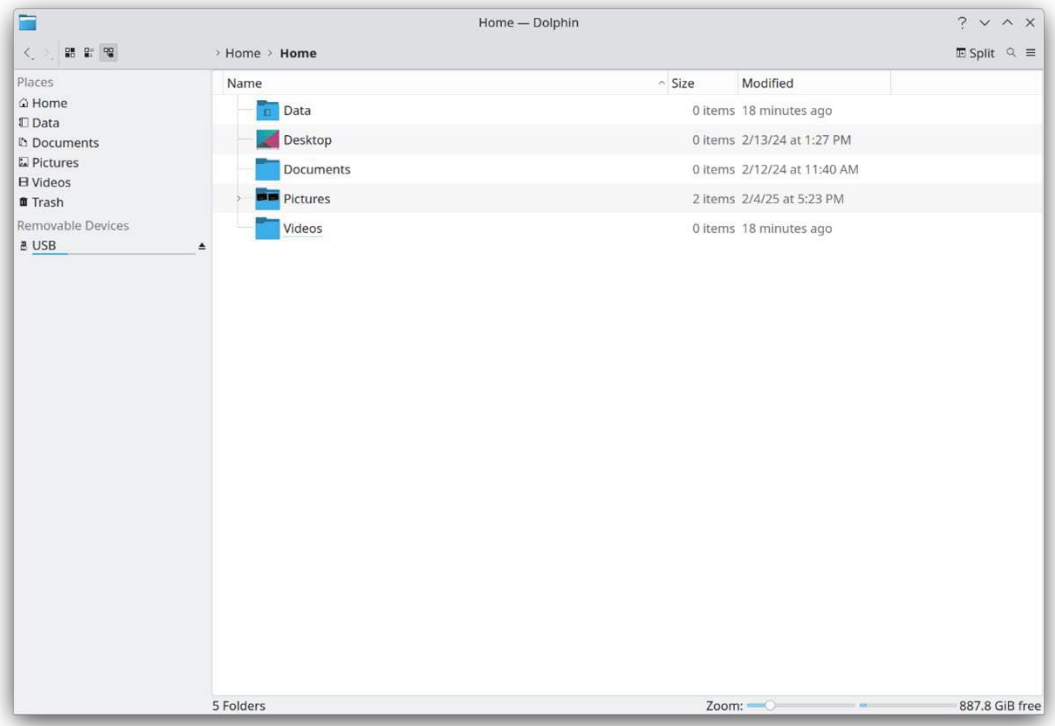 Home — Dolphin
Home > Home
Split
Places
Home
Data
Documents
Pictures
Videos
Trash
Removable Devices
USB
Name Size Modified
Data 0 items 18 minutes ago
Desktop 0 items 2/13/24 at 1:27 PM
Documents 0 items 2/12/24 at 11:40 AM
Pictures 2 items 2/4/25 at 5:23 PM
Videos 0 items 18 minutes ago
5 Folders Zoom: 887.8 GiB free